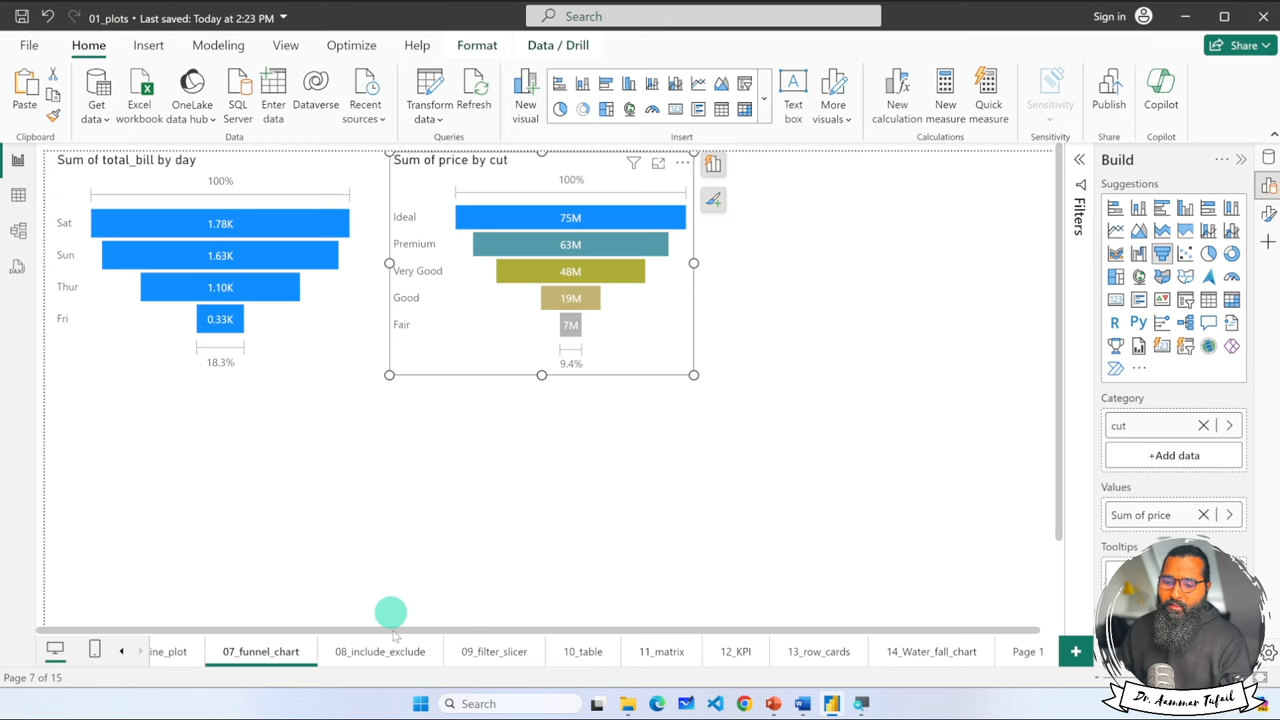 01_plots • Last saved: Today at 2:23 PM
Search
Sign in
File Home Insert Modeling View Optimize Help Format Data / Drill
Share
Paste
Get data
Excel workbook
OneLake data hub
SQL Server
Enter data
Dataverse
Recent sources
Transform data
Refresh
New visual
Text box
More visuals
New calculation
New measure
Quick measure
Sensitivity
Publish
Copilot
Clipboard
Data
Queries
Insert
Calculations
Sensitivity
Share
Copilot
Sum of total_bill by day
100%
Sat 1.78K
Sun 1.63K
Thur 1.10K
Fri 0.33K
18.3%
Sum of price by cut
100%
Ideal 75M
Premium 63M
Very Good 48M
Good 19M
Fair 7M
9.4%
Filters
Build
Suggestions
R Py
Category
cut
+Add data
Values
Sum of price
Tooltips
ine_plot 07_funnel_chart 08_include_exclude 09_filter_slicer 10_table 11_matrix 12_KPI 13_row_cards 14_Water_fall_chart Page 1
Page 7 of 15
Search
Dr. Aammar Tufail